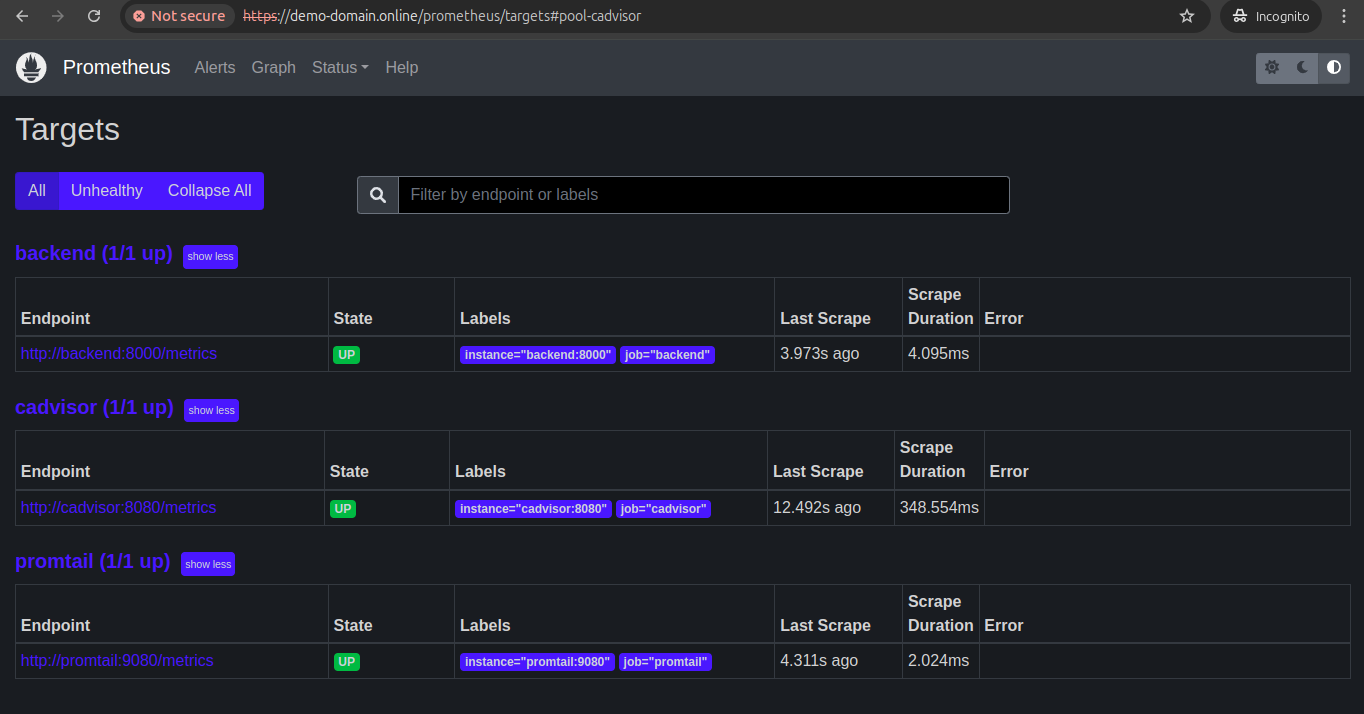 Not secure https://demo-domain.online/prometheus/targets#pool-cadvisor Incognito
Prometheus Alerts Graph Status Help
Targets
All Unhealthy Collapse All Filter by endpoint or labels
backend (1/1 up) show less
Endpoint State Labels Last Scrape Scrape Duration Error
http://backend:8000/metrics UP instance="backend:8000" job="backend" 3.973s ago 4.095ms
cadvisor (1/1 up) show less
Endpoint State Labels Last Scrape Scrape Duration Error
http://cadvisor:8080/metrics UP instance="cadvisor:8080" job="cadvisor" 12.492s ago 348.554ms
promtail (1/1 up) show less
Endpoint State Labels Last Scrape Scrape Duration Error
http://promtail:9080/metrics UP instance="promtail:9080" job="promtail" 4.311s ago 2.024ms